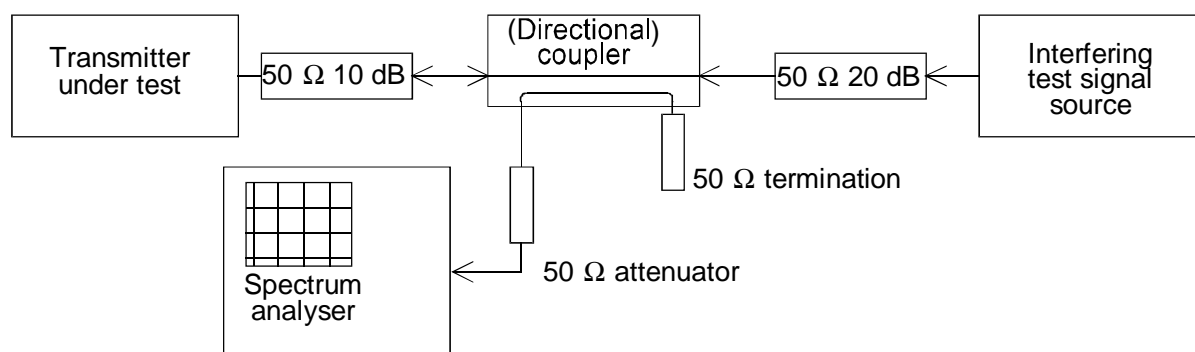 Transmitter
under test
50 Ω 10 dB
(Directional)
coupler
50 Ω 20 dB
Interfering
test signal
source
50 Ω termination
50 Ω attenuator
Spectrum
analyser